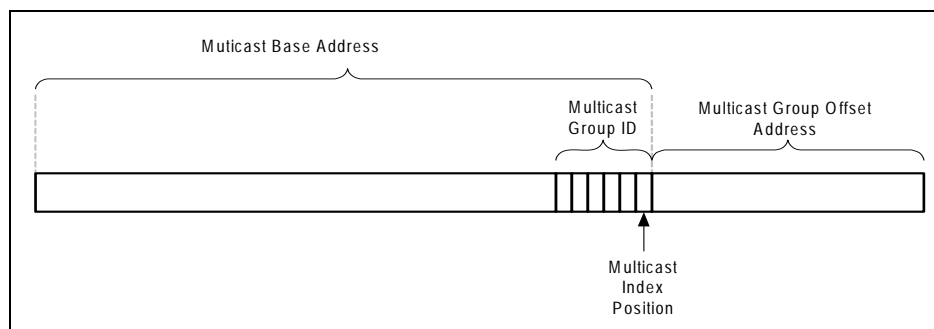 Muticast Base Address
Multicast
Group ID
Multicast Group Offset
Address
Multicast
Index
Position